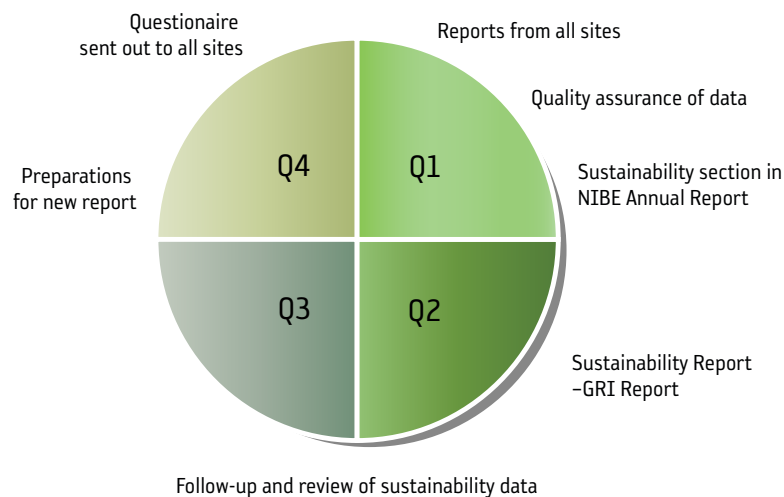 Questionaire
sent out to all sites
Reports from all sites
Quality assurance of data
Q4
Q1
Preparations
for new report
Sustainability section in
NIBE Annual Report
Q3
Q2
Sustainability Report
–GRI Report
Follow-up and review of sustainability data